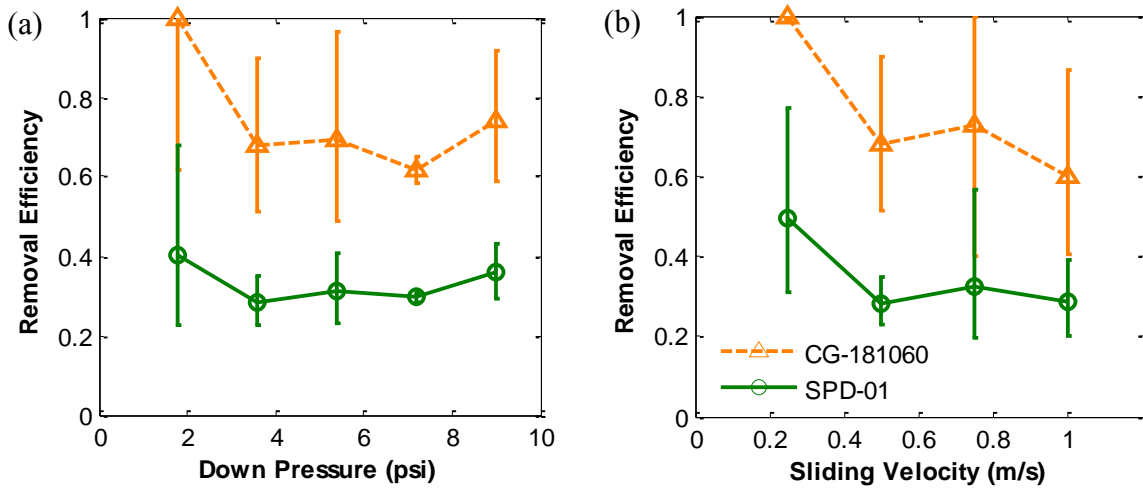 (a)
Removal Efficiency
1
0.8
0.6
0.4
0.2
0
0 2 4 6 8 10
Down Pressure (psi)
(b)
Removal Efficiency
1
0.8
0.6
0.4
0.2
0
0 0.2 0.4 0.6 0.8 1
Sliding Velocity (m/s)
CG-181060
SPD-01